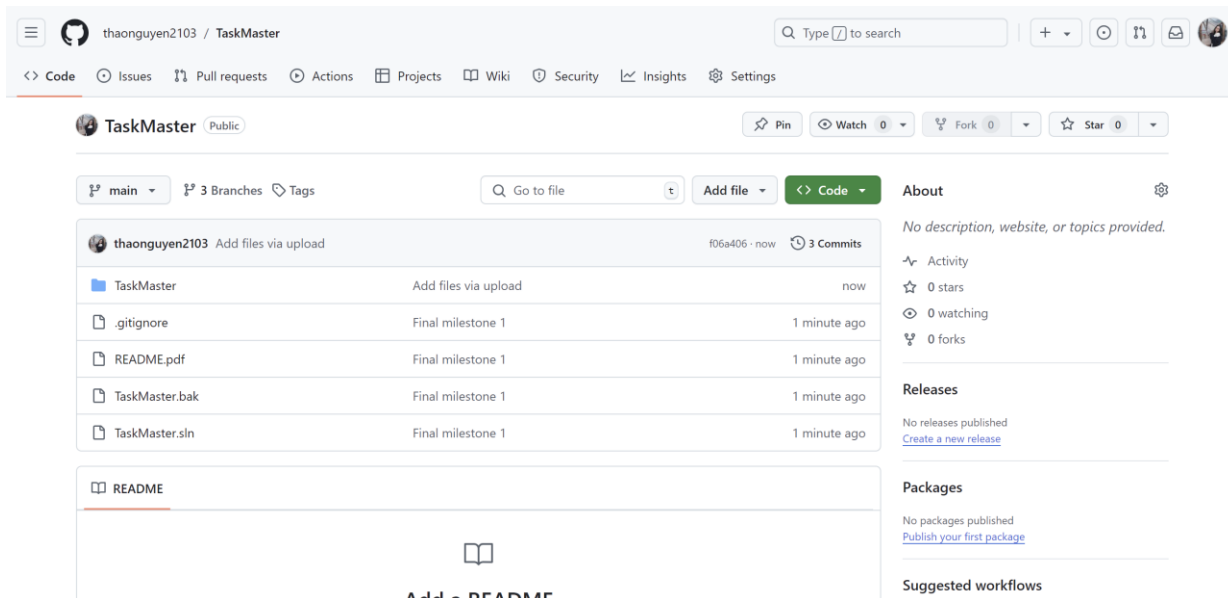 thaonguyen2103 / TaskMaster
Type / to search
Code Issues Pull requests Actions Projects Wiki Security Insights Settings
TaskMaster Public
Pin Watch 0 Fork 0 Star 0
main 3 Branches Tags Go to file t Add file Code
thaonguyen2103 Add files via upload f06a406 · now 3 Commits
TaskMaster Add files via upload now
.gitignore Final milestone 1 1 minute ago
README.pdf Final milestone 1 1 minute ago
TaskMaster.bak Final milestone 1 1 minute ago
TaskMaster.sln Final milestone 1 1 minute ago
README
Add a README
About
No description, website, or topics provided.
Activity
0 stars
0 watching
0 forks
Releases
No releases published
Create a new release
Packages
No packages published
Publish your first package
Suggested workflows